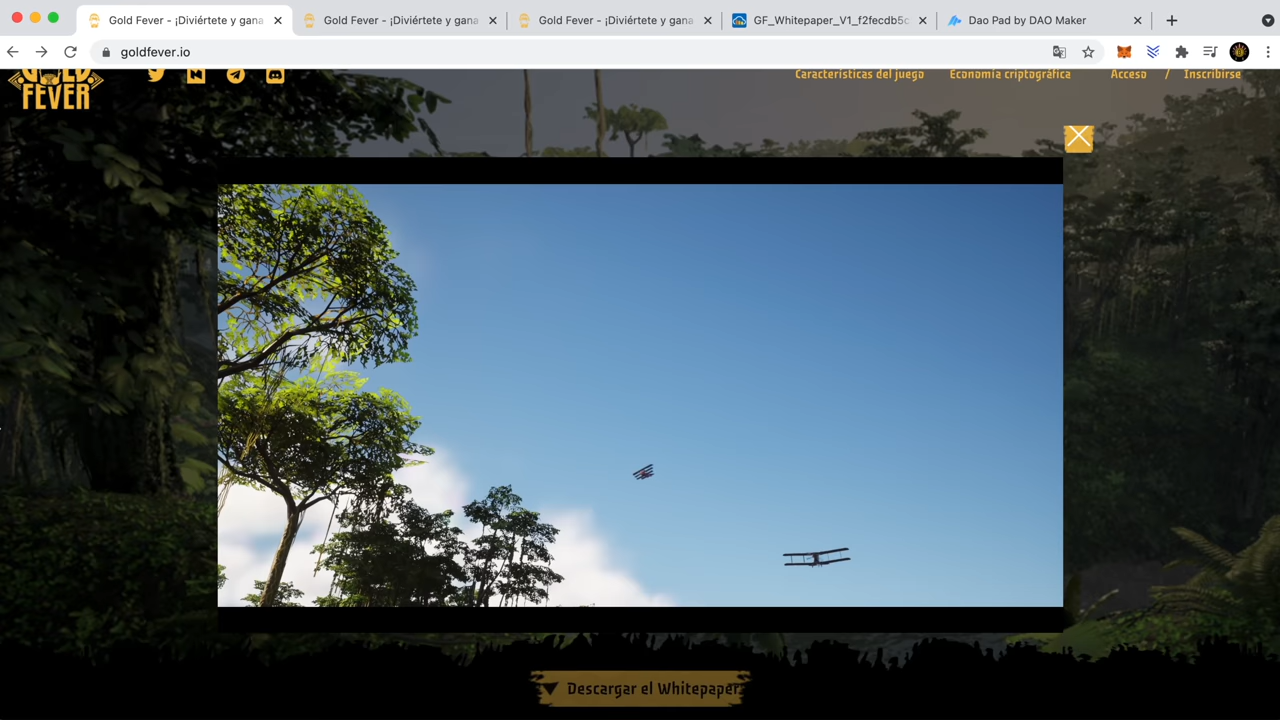 Gold Fever - ¡Diviértete y gana
Gold Fever - ¡Diviértete y gana
Gold Fever - ¡Diviértete y gana
GF_Whitepaper_V1_f2fecdb5c
Dao Pad by DAO Maker
goldfever.io
GOLD
FEVER
Características del juego
Economía criptográfica
Acceso / Inscribirse
Descargar el Whitepaper